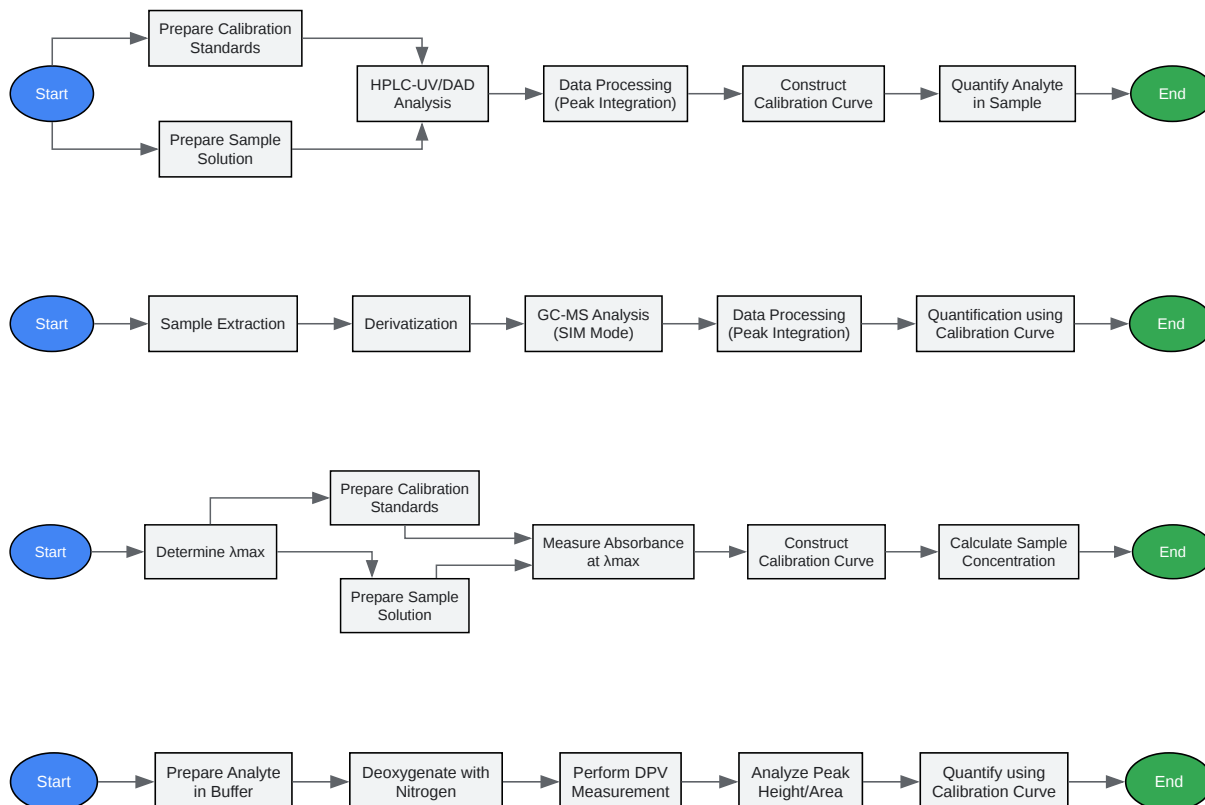 Start
Prepare Calibration
Standards
Prepare Sample
Solution
HPLC-UV/DAD
Analysis
Data Processing
(Peak Integration)
Construct
Calibration Curve
Quantify Analyte
in Sample
End
Start
Sample Extraction
Derivatization
GC-MS Analysis
(SIM Mode)
Data Processing
(Peak Integration)
Quantification using
Calibration Curve
End
Start
Determine λmax
Prepare Calibration
Standards
Prepare Sample
Solution
Measure Absorbance
at λmax
Construct
Calibration Curve
Calculate Sample
Concentration
End
Start
Prepare Analyte
in Buffer
Deoxygenate with
Nitrogen
Perform DPV
Measurement
Analyze Peak
Height/Area
Quantify using
Calibration Curve
End